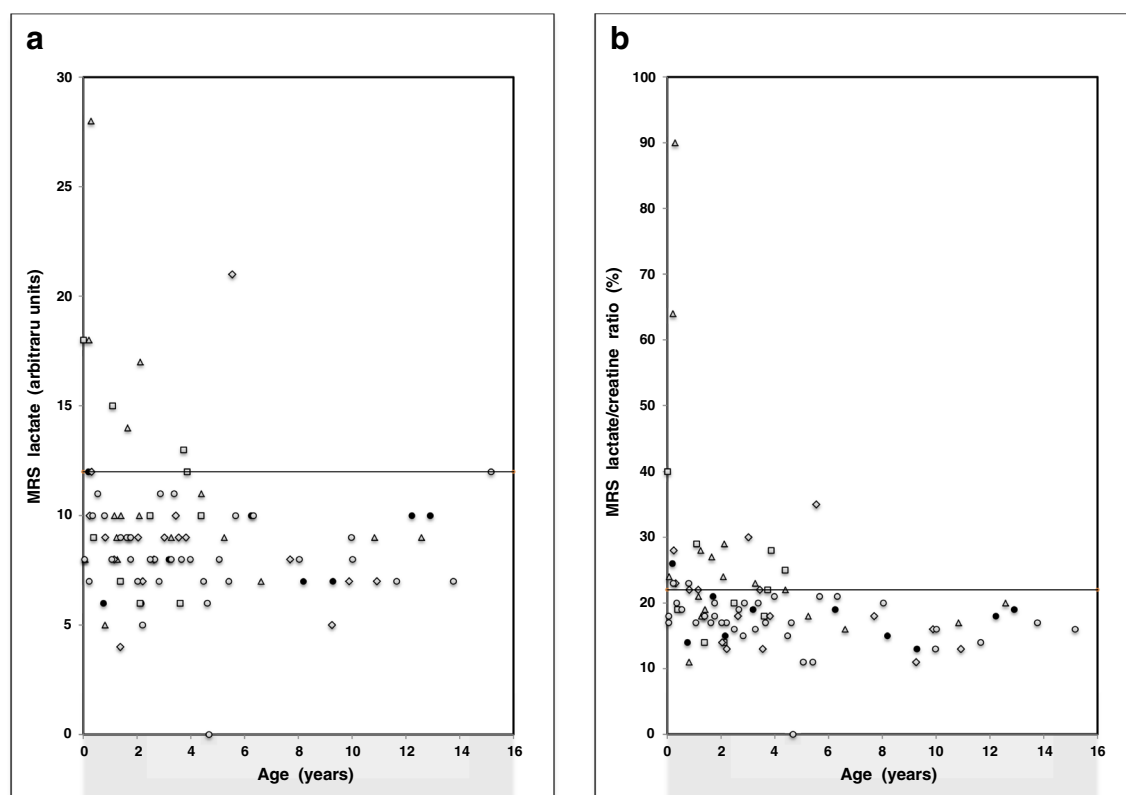 a
30
25
20
15
10
5
0
MRS lactate (arbitraru units)
0 2 4 6 8 10 12 14 16
Age (years)
b
100
90
80
70
60
50
40
30
20
10
0
MRS lactate/creatine ratio (%)
0 2 4 6 8 10 12 14 16
Age (years)